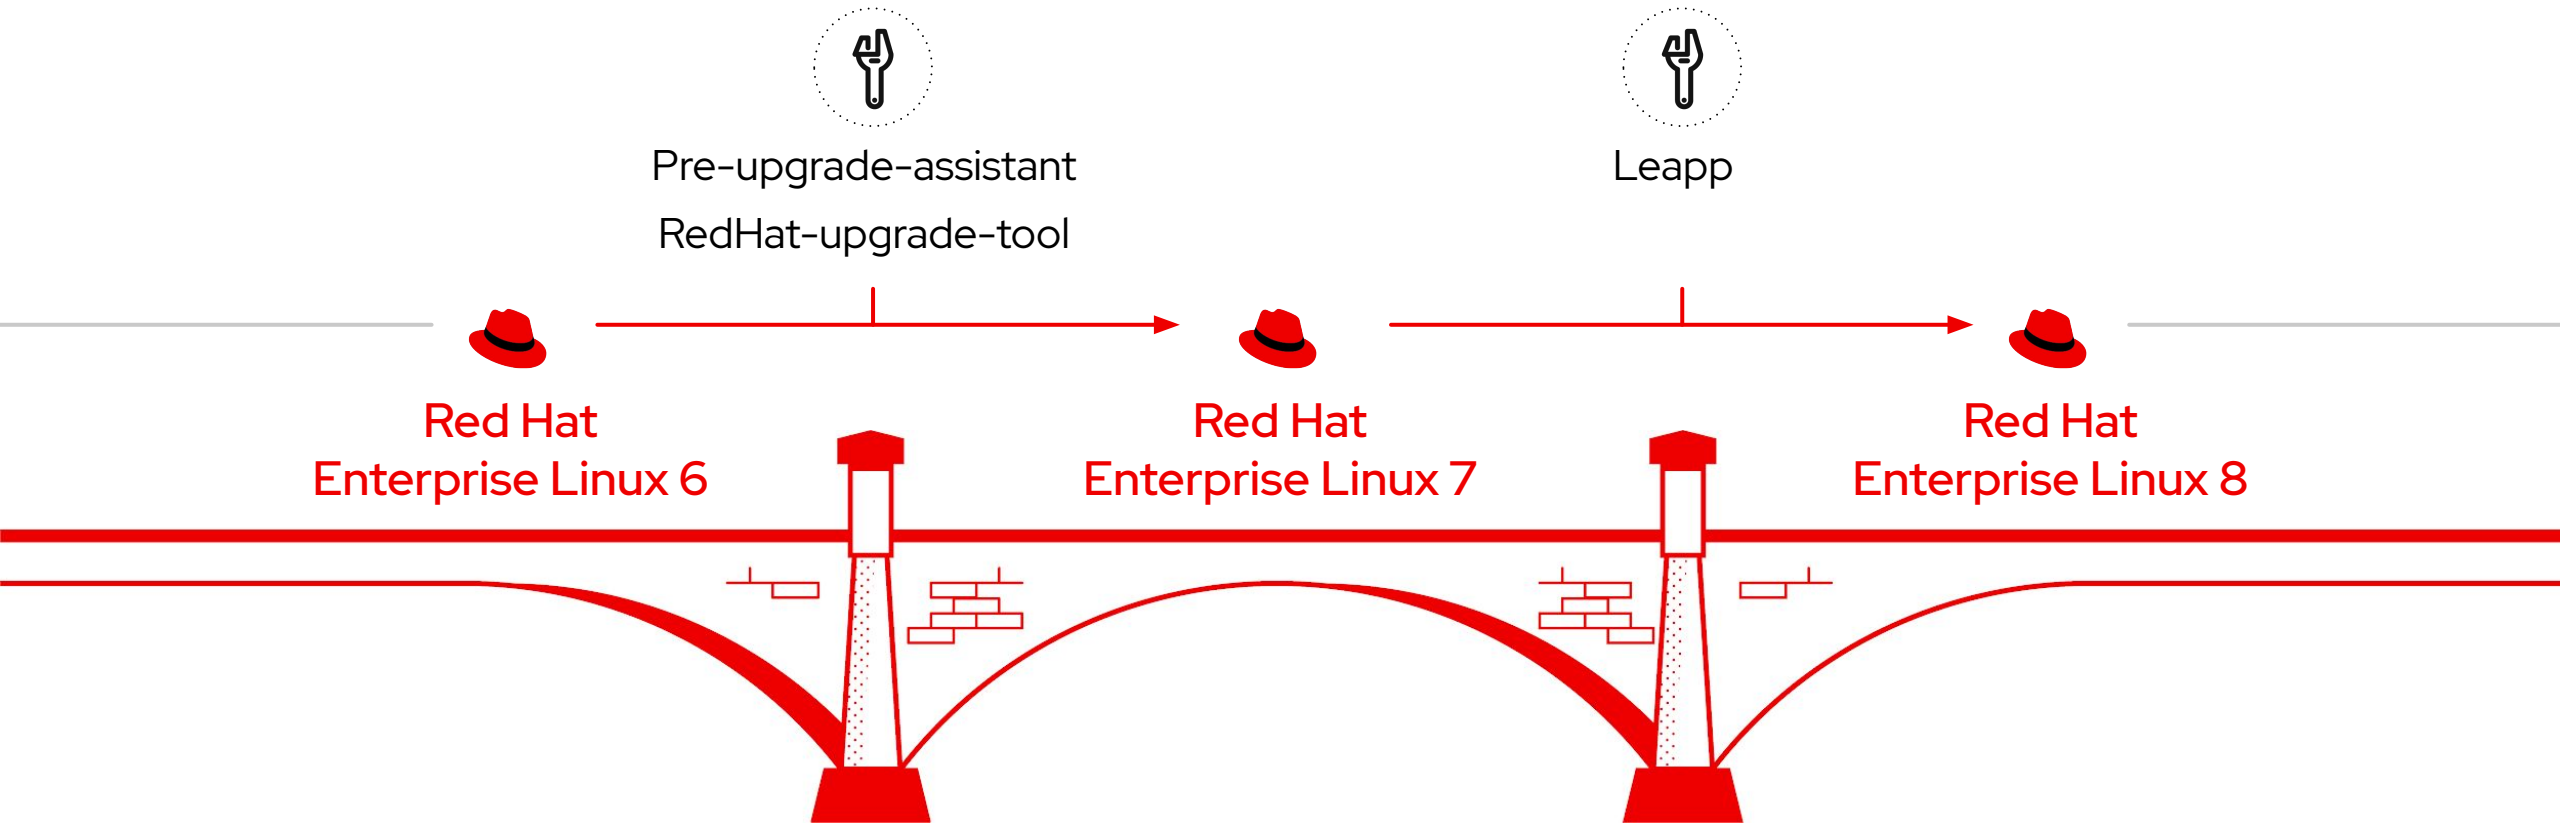 Pre-upgrade-assistant
RedHat-upgrade-tool
Leapp
Red Hat
Enterprise Linux 6
Red Hat
Enterprise Linux 7
Red Hat
Enterprise Linux 8